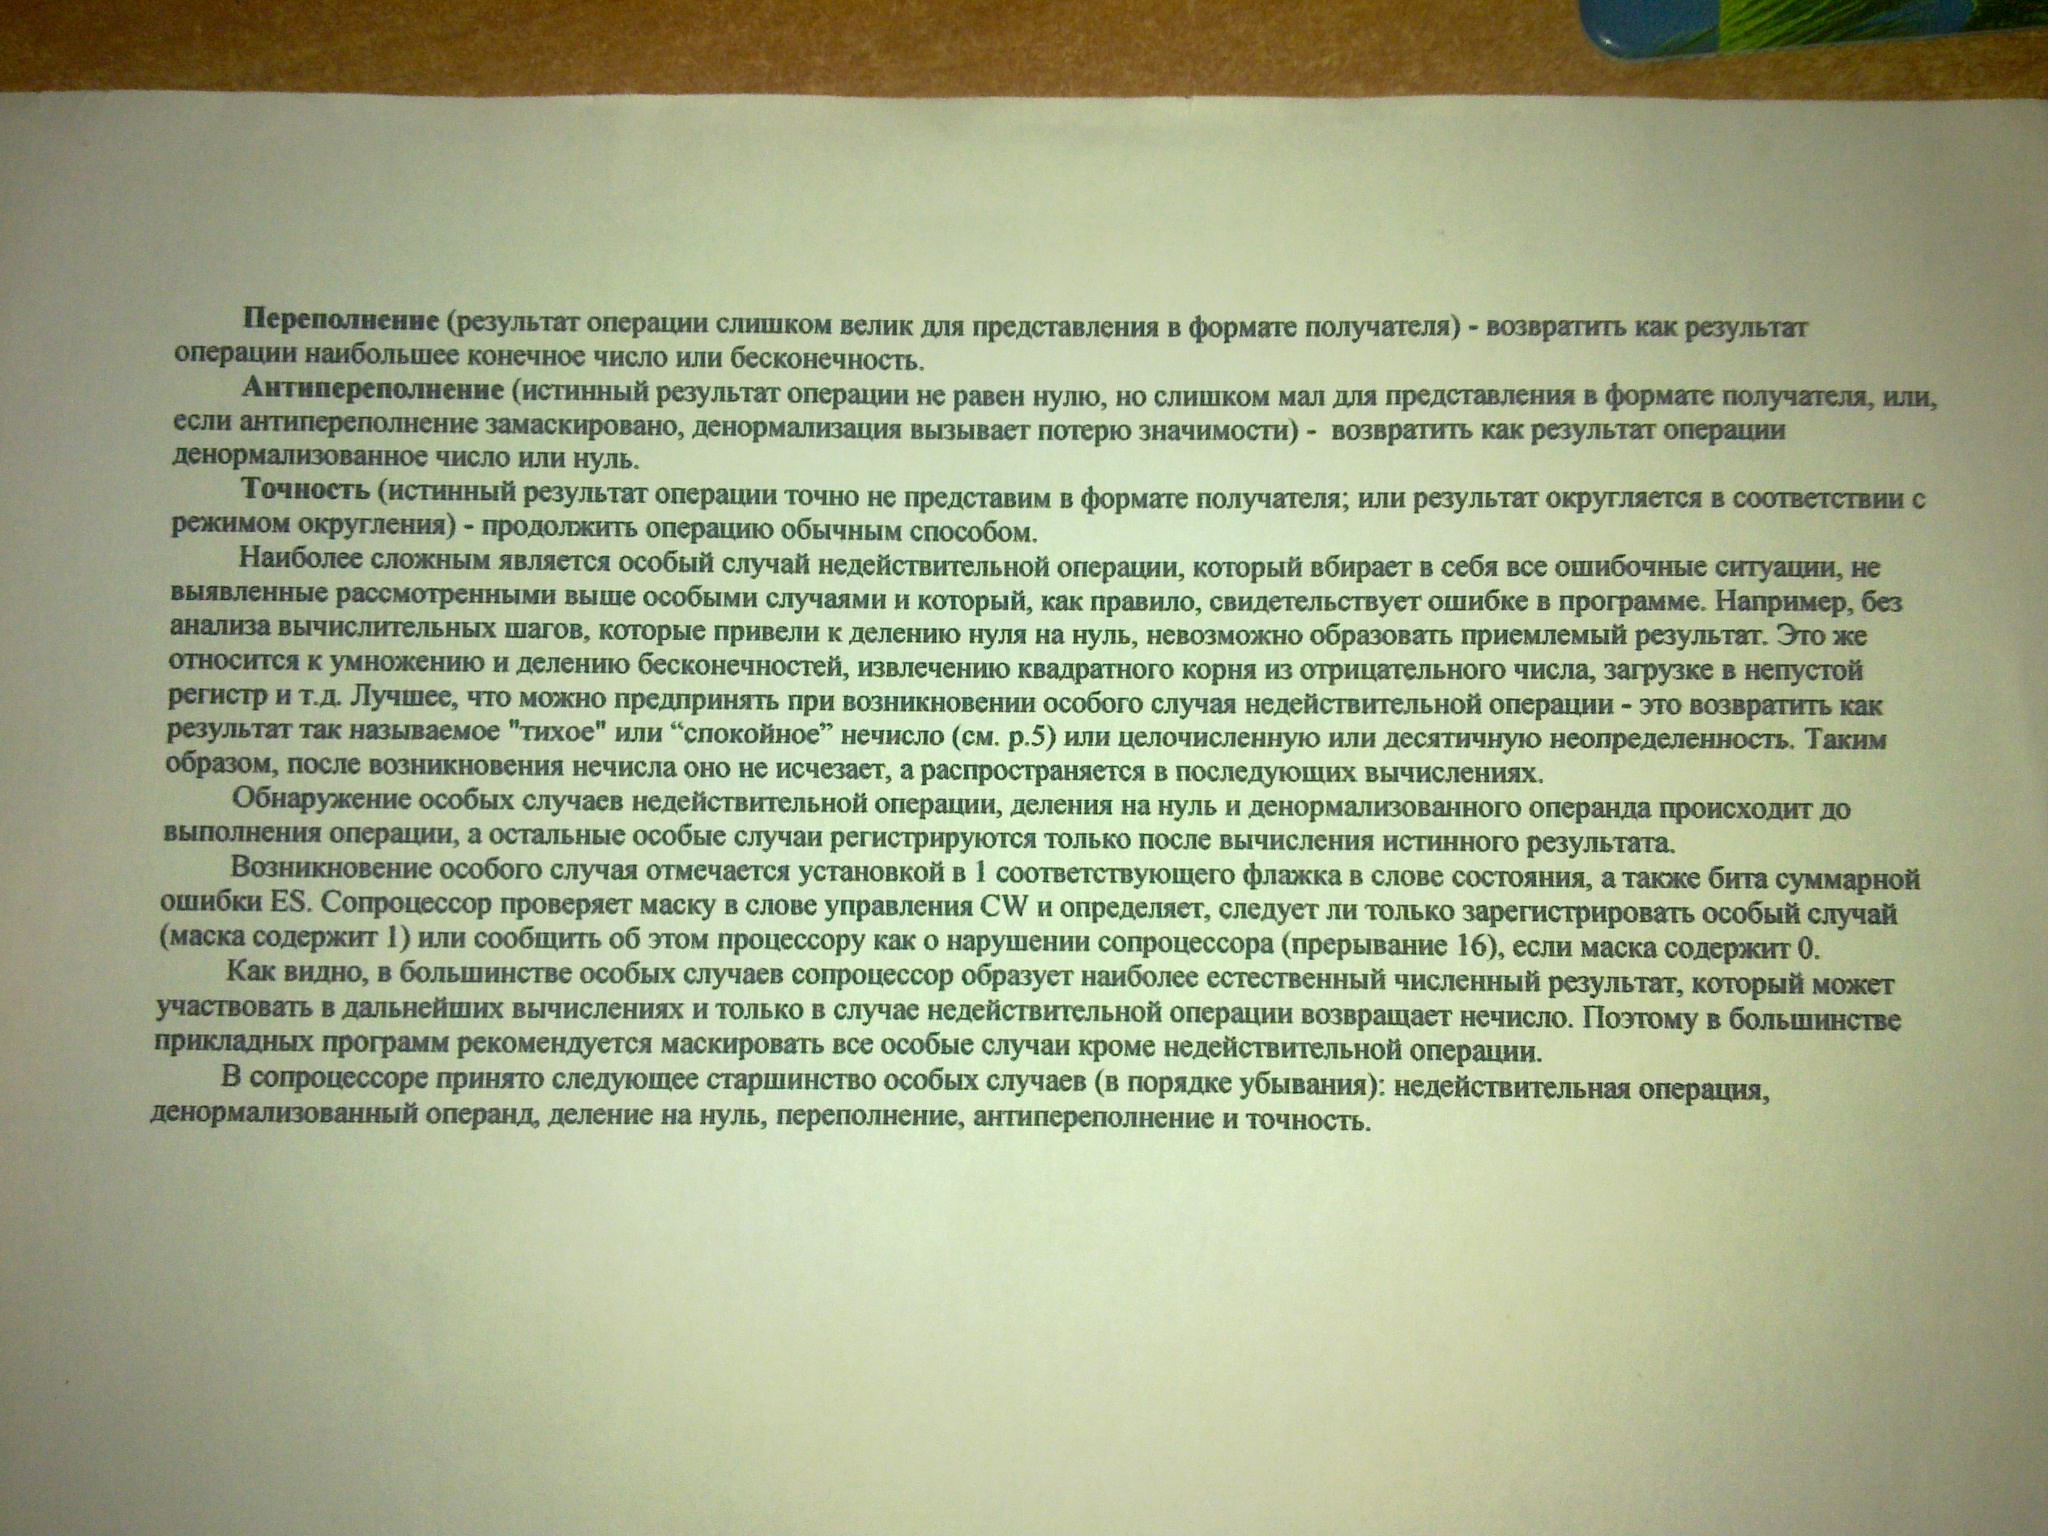 Переполнение (результат операции слишком велик для представления в формате получателя) - возвратить как результат
операции наибольшее конечное число или бесконечность.
Антипереполнение (истинный результат операции не равен нулю, но слишком мал для представления в формате получателя, или,
если антипереполнение замаскировано, денормализация вызывает потерю значимости) - возвратить как результат операции
денормализованное число или нуль.
Точность (истинный результат операции точно не представим в формате получателя; или результат округляется в соответствии с
режимом округления) - продолжить операцию обычным способом.
Наиболее сложным является особый случай недействительной операции, который вбирает в себя все ошибочные ситуации, не
выявленные рассмотренными выше особыми случаями и который, как правило, свидетельствует ошибке в программе. Например, без
анализа вычислительных шагов, которые привели к делению нуля на нуль, невозможно образовать приемлемый результат. Это же
относится к умножению и делению бесконечностей, извлечению квадратного корня из отрицательного числа, загрузке в непустой
регистр и т.д. Лучшее, что можно предпринять при возникновении особого случая недействительной операции - это возвратить как
результат так называемое "тихое" или “спокойное” нечисло (см. р.5) или целочисленную или десятичную неопределенность. Таким
образом, после возникновения нечисла оно не исчезает, а распространяется в последующих вычислениях.
Обнаружение особых случаев недействительной операции, деления на нуль и денормализованного операнда происходит до
выполнения операции, а остальные особые случаи регистрируются только после вычисления истинного результата.
Возникновение особого случая отмечается установкой в 1 соответствующего флажка в слове состояния, а также бита суммарной
ошибки ES. Сопроцессор проверяет маску в слове управления CW и определяет, следует ли только зарегистрировать особый случай
(маска содержит 1) или сообщить об этом процессору как о нарушении сопроцессора (прерывание 16), если маска содержит 0.
Как видно, в большинстве особых случаев сопроцессор образует наиболее естественный численный результат, который может
участвовать в дальнейших вычислениях и только в случае недействительной операции возвращает нечисло. Поэтому в большинстве
прикладных программ рекомендуется маскировать все особые случаи кроме недействительной операции.
В сопроцессоре принято следующее старшинство особых случаев (в порядке убывания): недействительная операция,
денормализованный операнд, деление на нуль, переполнение, антипереполнение и точность.